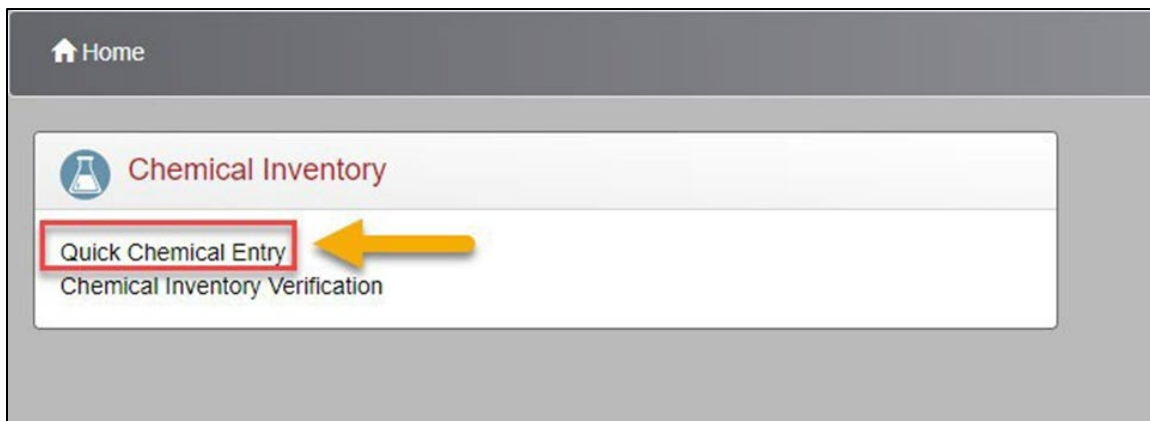 Home
Chemical Inventory
Quick Chemical Entry
Chemical Inventory Verification